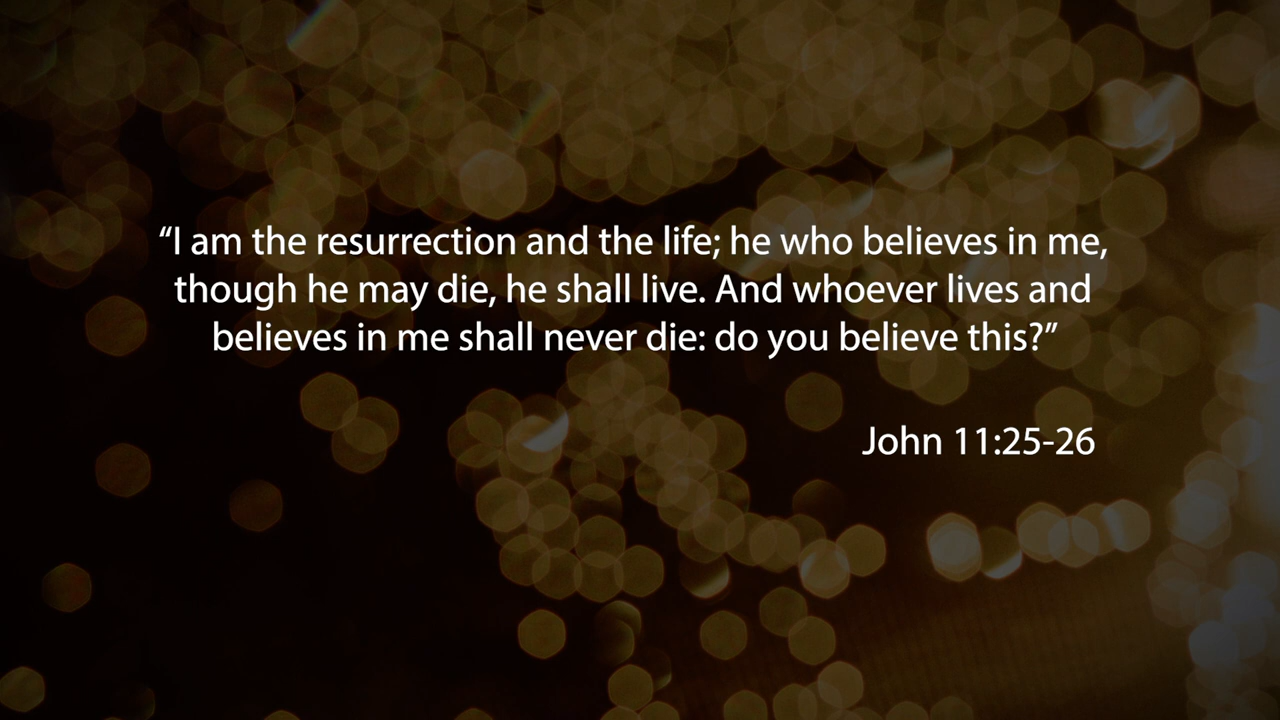 “I am the resurrection and the life; he who believes in me,
though he may die, he shall live. And whoever lives and
believes in me shall never die: do you believe this?”
John 11:25-26